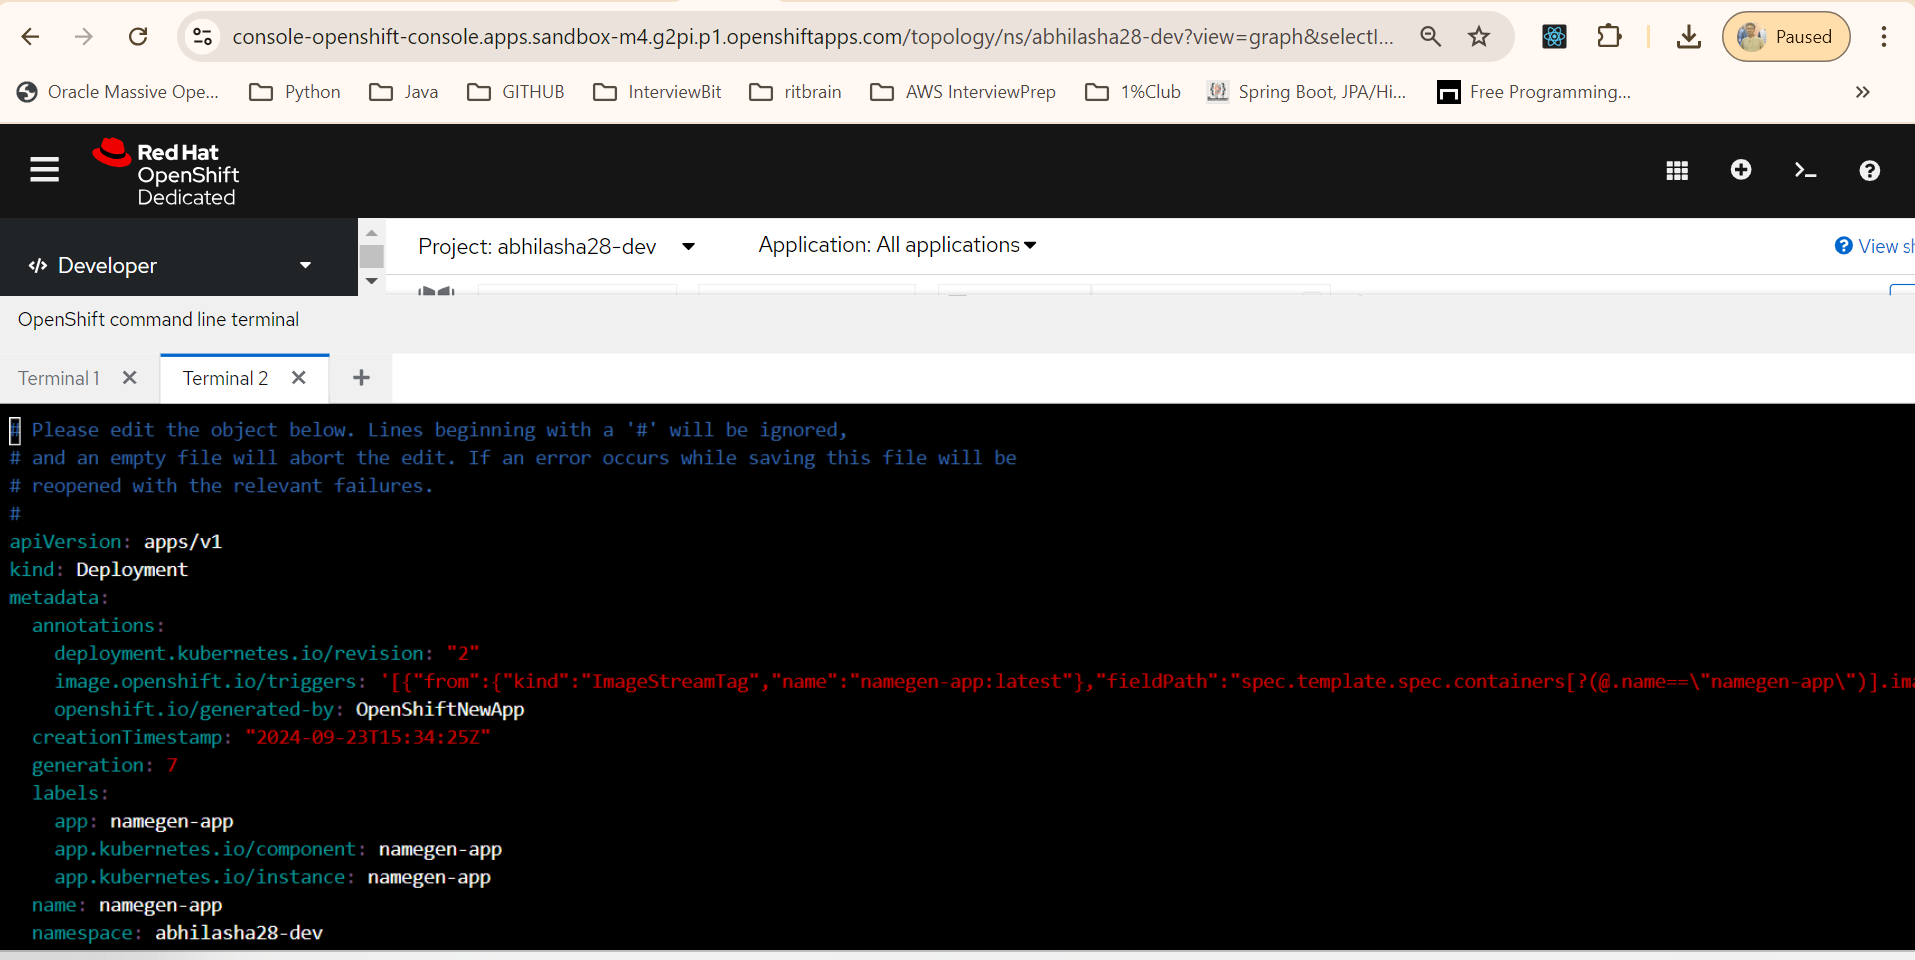 console-openshift-console.apps.sandbox-m4.g2pi.p1.openshiftapps.com/topology/ns/abhilasha28-dev?view=graph&selectI...
Paused
Oracle Massive Ope...
Python
Java
GITHUB
InterviewBit
ritbrain
AWS InterviewPrep
1%Club
Spring Boot, JPA/Hi...
Free Programming...
Red Hat
OpenShift
Dedicated
</> Developer
Project: abhilasha28-dev
Application: All applications
View sh
OpenShift command line terminal
Terminal 1
Terminal 2
# Please edit the object below. Lines beginning with a '#' will be ignored,
# and an empty file will abort the edit. If an error occurs while saving this file will be
# reopened with the relevant failures.
#
apiVersion: apps/v1
kind: Deployment
metadata:
  annotations:
    deployment.kubernetes.io/revision: "2"
    image.openshift.io/triggers: '[{"from":{"kind":"ImageStreamTag","name":"namegen-app:latest"},"fieldPath":"spec.template.spec.containers[?(@.name==\"namegen-app\")].ima
    openshift.io/generated-by: OpenShiftNewApp
  creationTimestamp: "2024-09-23T15:34:25Z"
  generation: 7
  labels:
    app: namegen-app
    app.kubernetes.io/component: namegen-app
    app.kubernetes.io/instance: namegen-app
  name: namegen-app
  namespace: abhilasha28-dev